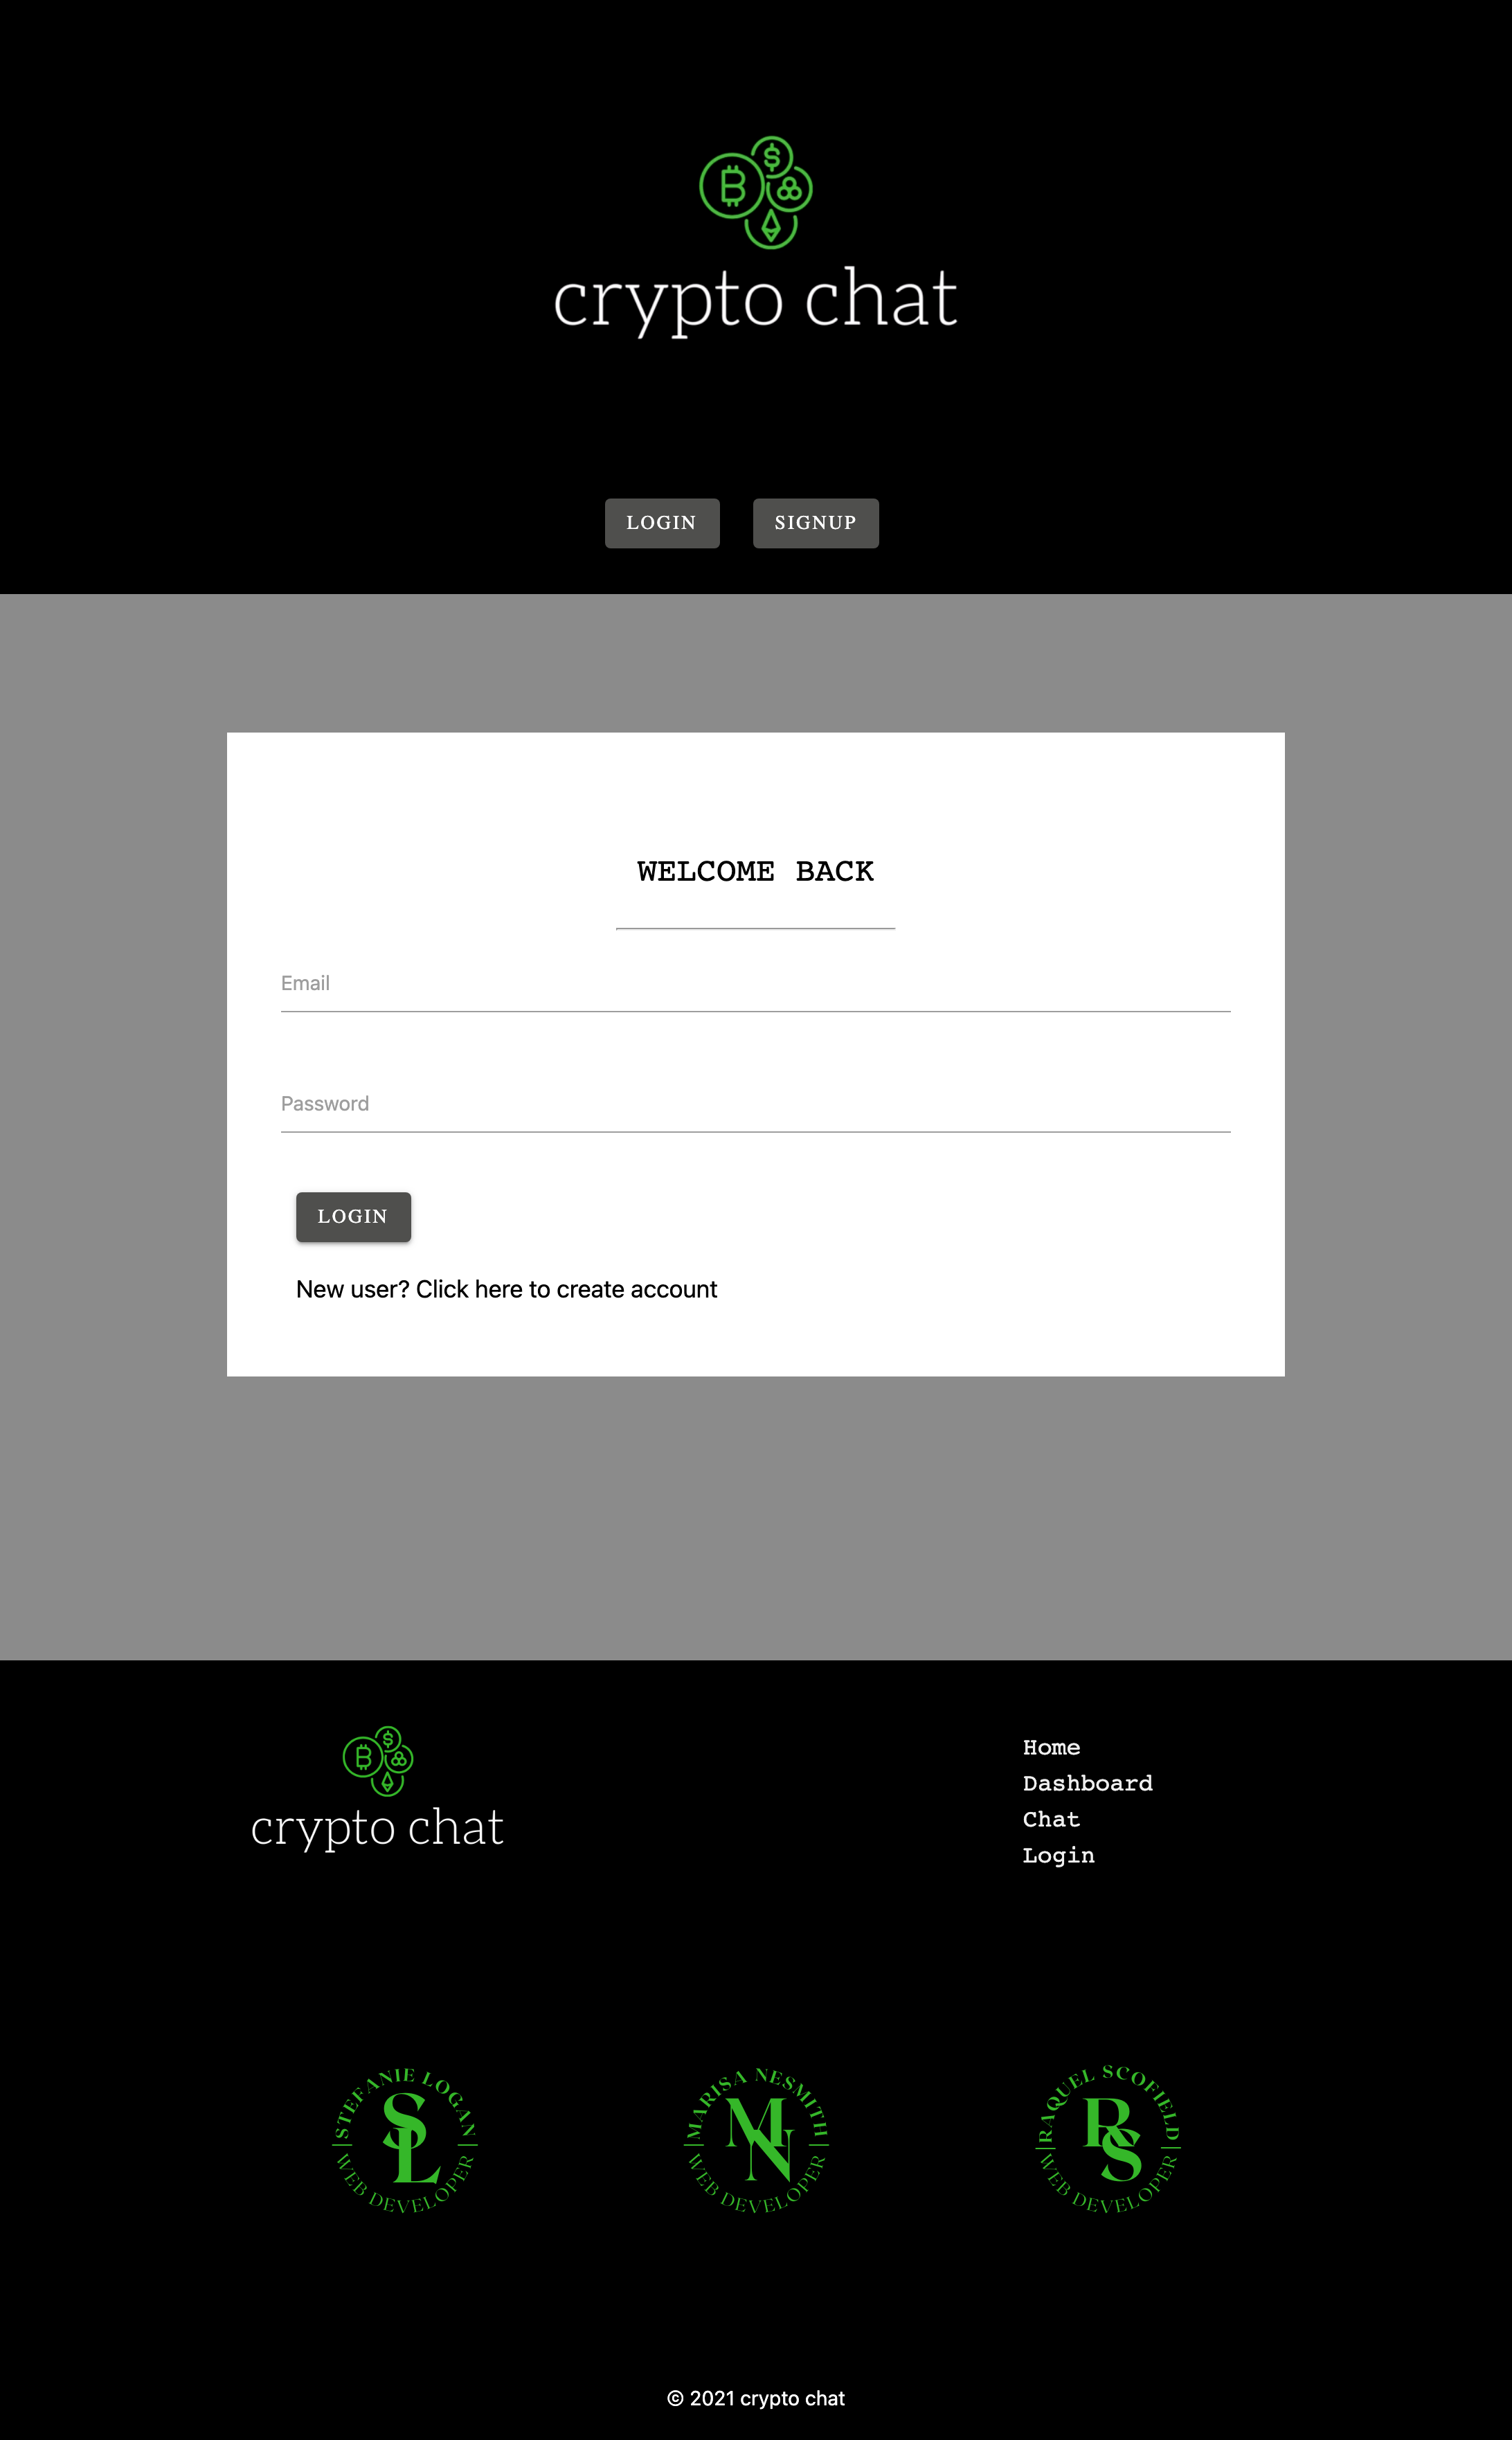 crypto chat
LOGIN SIGNUP
WELCOME BACK
Email
Password
LOGIN
New user? Click here to create account
crypto chat
Home
Dashboard
Chat
Login
STEFANIE LOGAN
SL
WEB DEVELOPER
MARISA NESMITH
MN
WEB DEVELOPER
RAQUEL SCOFIELD
RS
WEB DEVELOPER
© 2021 crypto chat